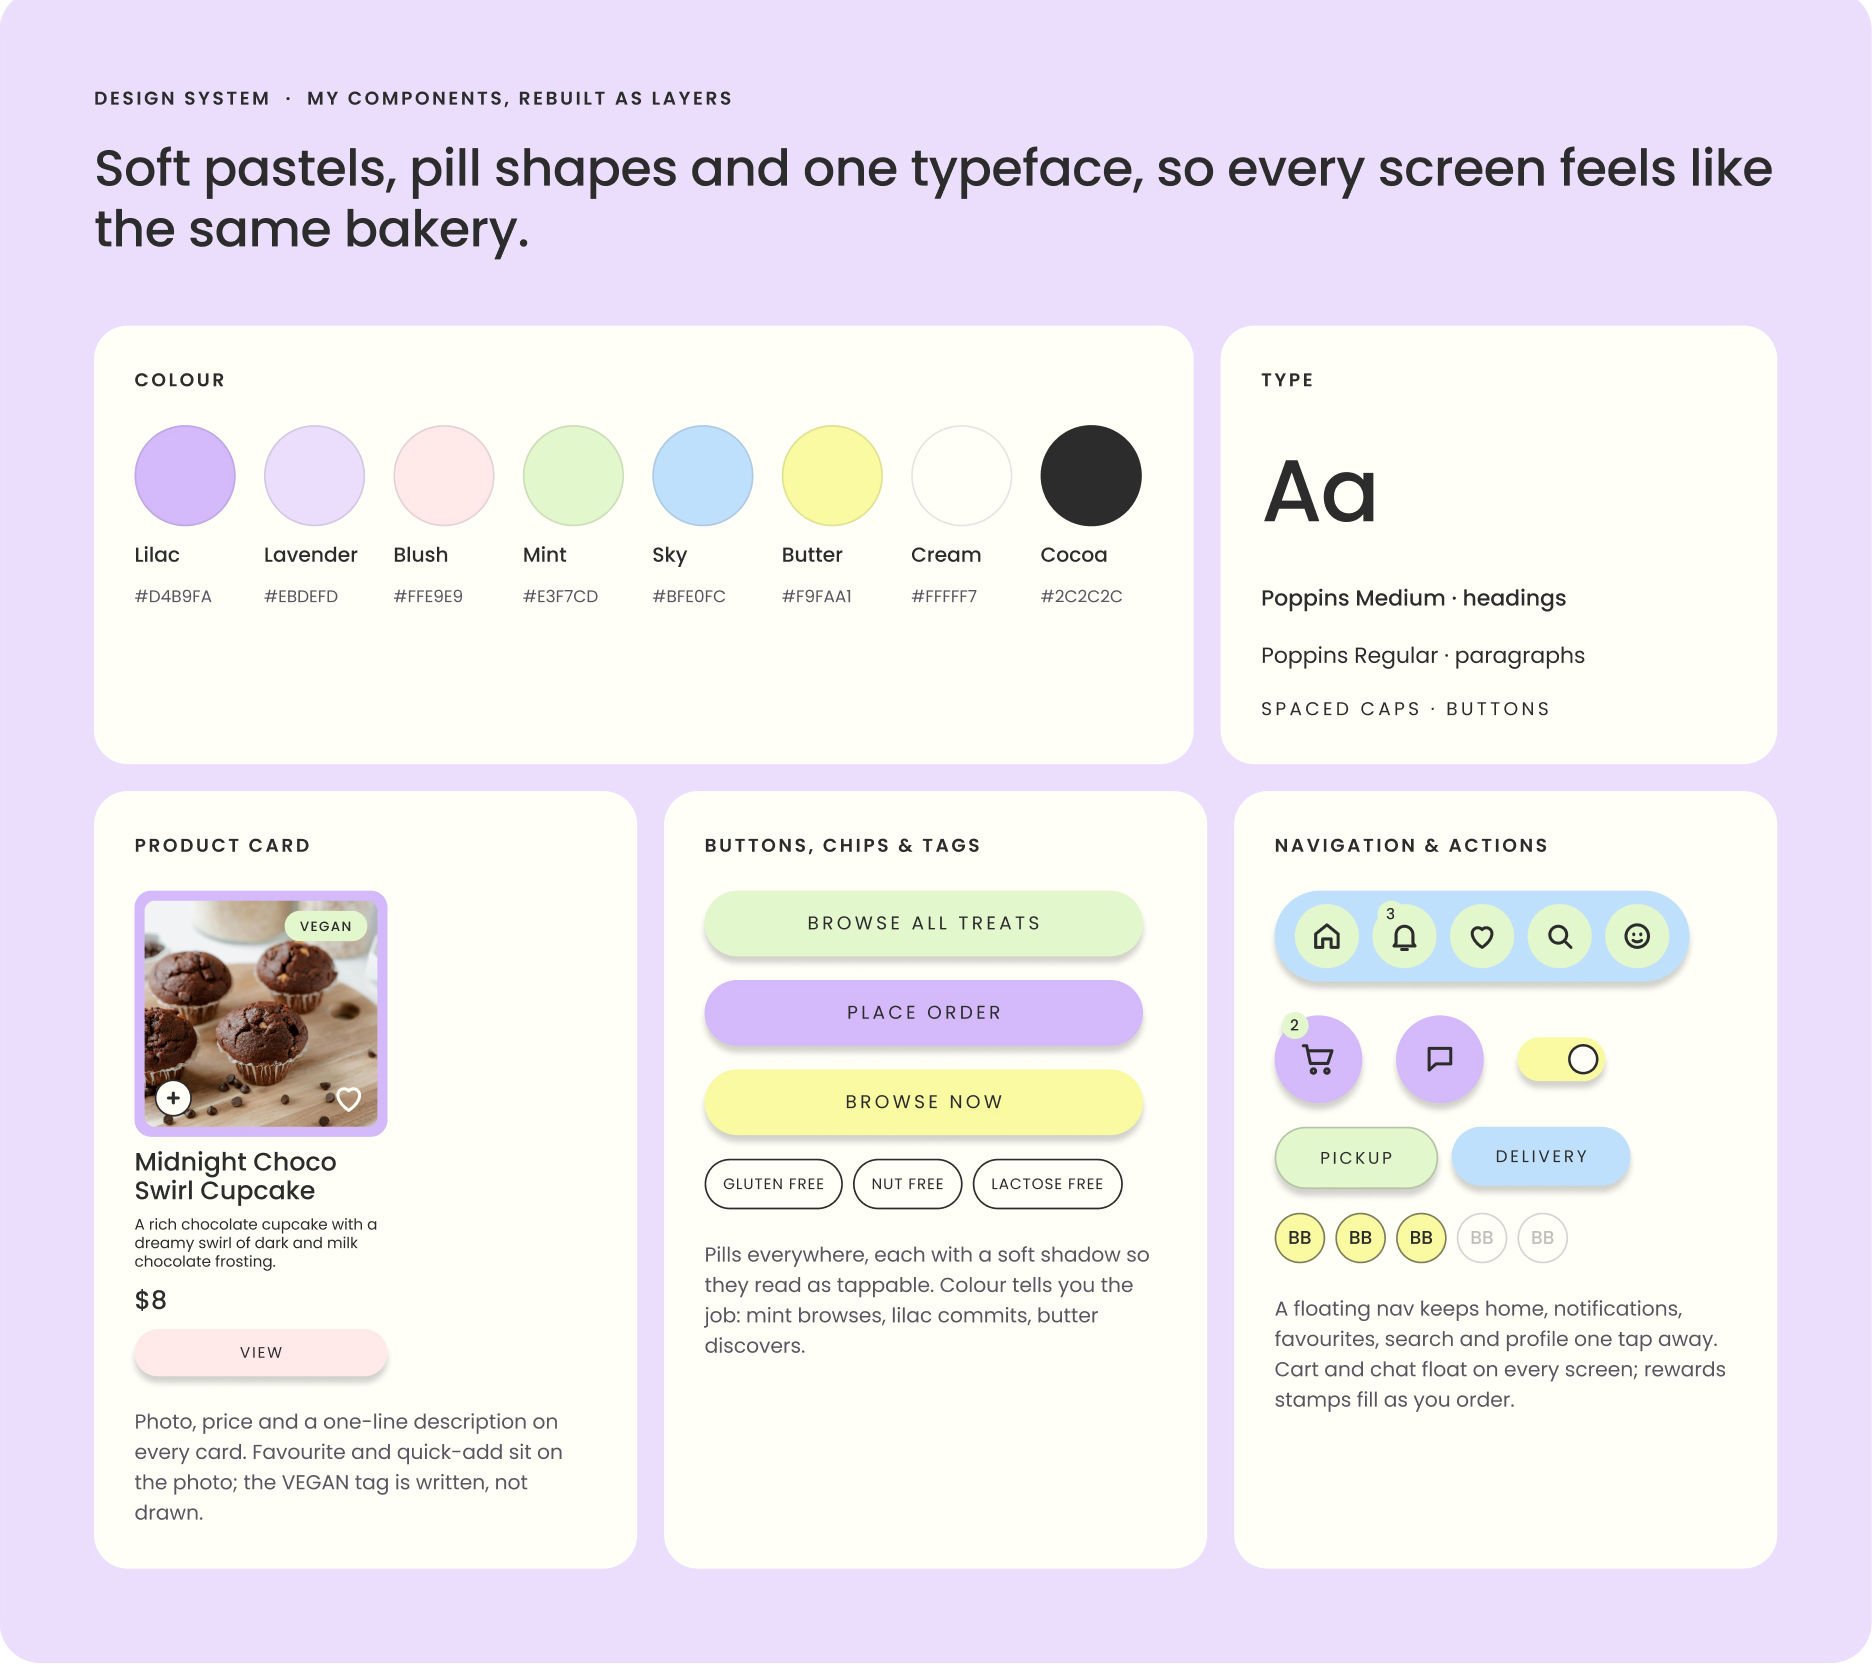 DESIGN SYSTEM · MY COMPONENTS, REBUILT AS LAYERS
Soft pastels, pill shapes and one typeface, so every screen feels like
the same bakery.
COLOUR
Lilac
#D4B9FA
Lavender
#EBDEFD
Blush
#FFE9E9
Mint
#E3F7CD
Sky
#BFE0FC
Butter
#F9FAA1
Cream
#FFFFF7
Cocoa
#2C2C2C
TYPE
Aa
Poppins Medium · headings
Poppins Regular · paragraphs
SPACED CAPS · BUTTONS
PRODUCT CARD
VEGAN
Midnight Choco
Swirl Cupcake
A rich chocolate cupcake with a
dreamy swirl of dark and milk
chocolate frosting.
$8
VIEW
Photo, price and a one-line description on
every card. Favourite and quick-add sit on
the photo; the VEGAN tag is written, not
drawn.
BUTTONS, CHIPS & TAGS
BROWSE ALL TREATS
PLACE ORDER
BROWSE NOW
GLUTEN FREE
NUT FREE
LACTOSE FREE
Pills everywhere, each with a soft shadow so
they read as tappable. Colour tells you the
job: mint browses, lilac commits, butter
discovers.
NAVIGATION & ACTIONS
3
2
PICKUP
DELIVERY
BB BB BB BB BB
A floating nav keeps home, notifications,
favourites, search and profile one tap away.
Cart and chat float on every screen; rewards
stamps fill as you order.